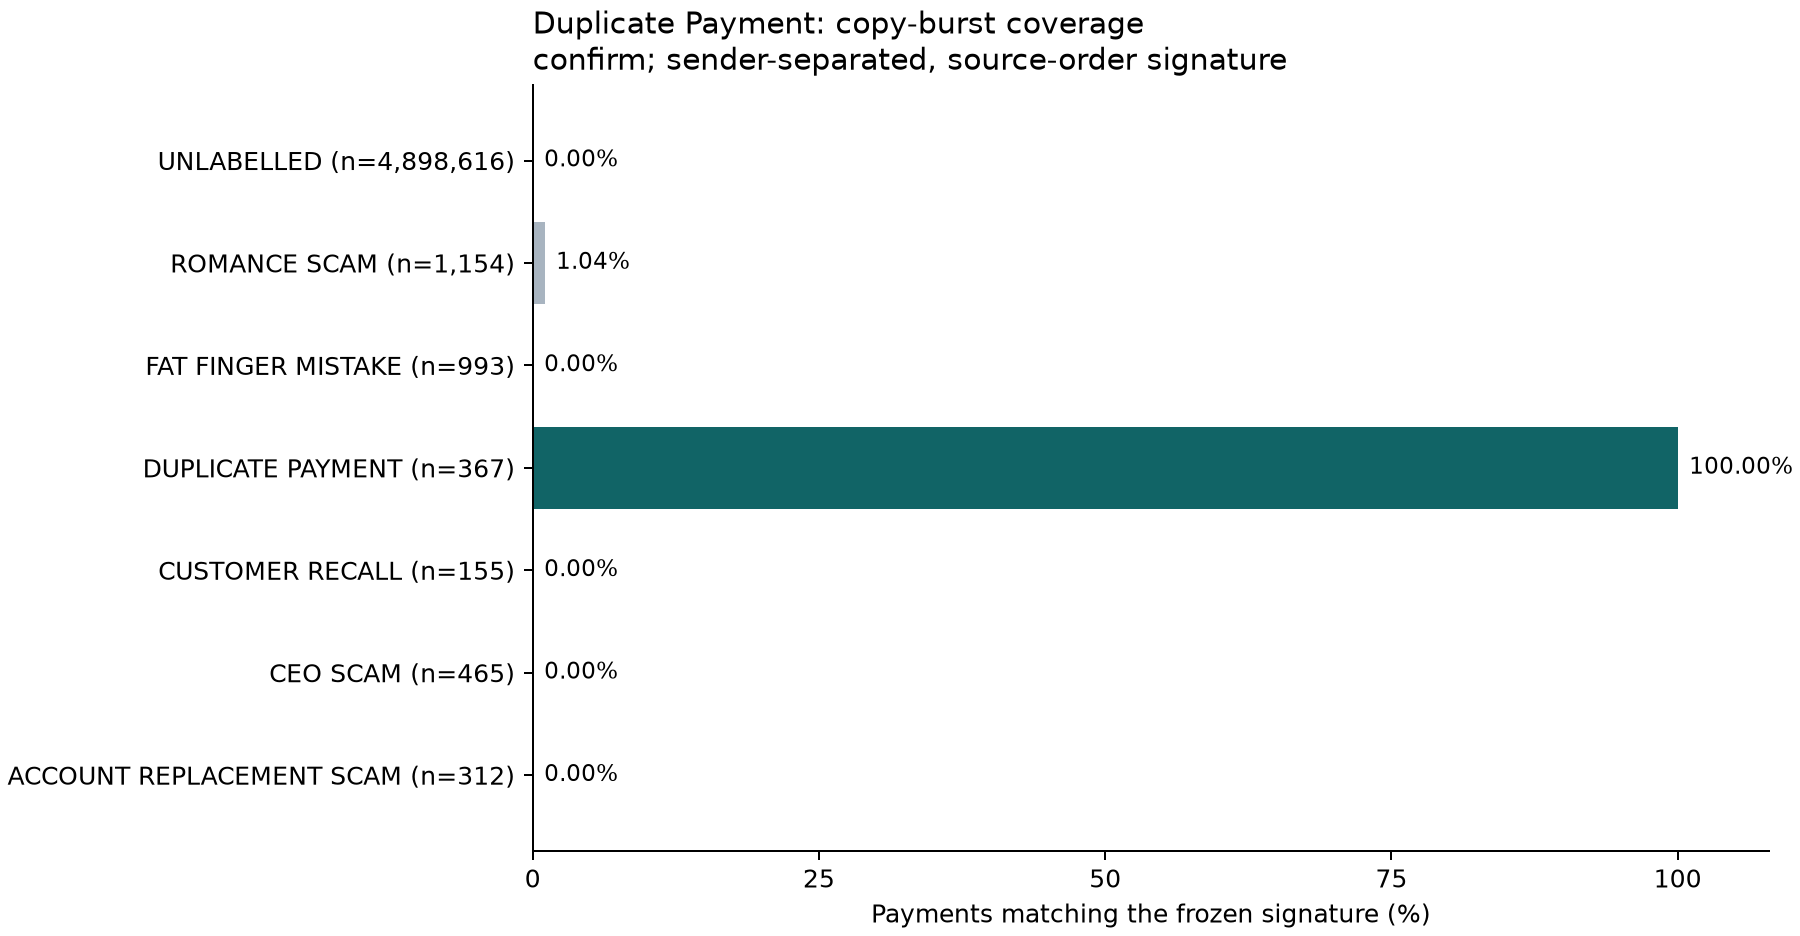 Duplicate Payment: copy-burst coverage
confirm; sender-separated, source-order signature
UNLABELLED (n=4,898,616) 0.00%
ROMANCE SCAM (n=1,154) 1.04%
FAT FINGER MISTAKE (n=993) 0.00%
DUPLICATE PAYMENT (n=367) 100.00%
CUSTOMER RECALL (n=155) 0.00%
CEO SCAM (n=465) 0.00%
ACCOUNT REPLACEMENT SCAM (n=312) 0.00%
0 25 50 75 100
Payments matching the frozen signature (%)